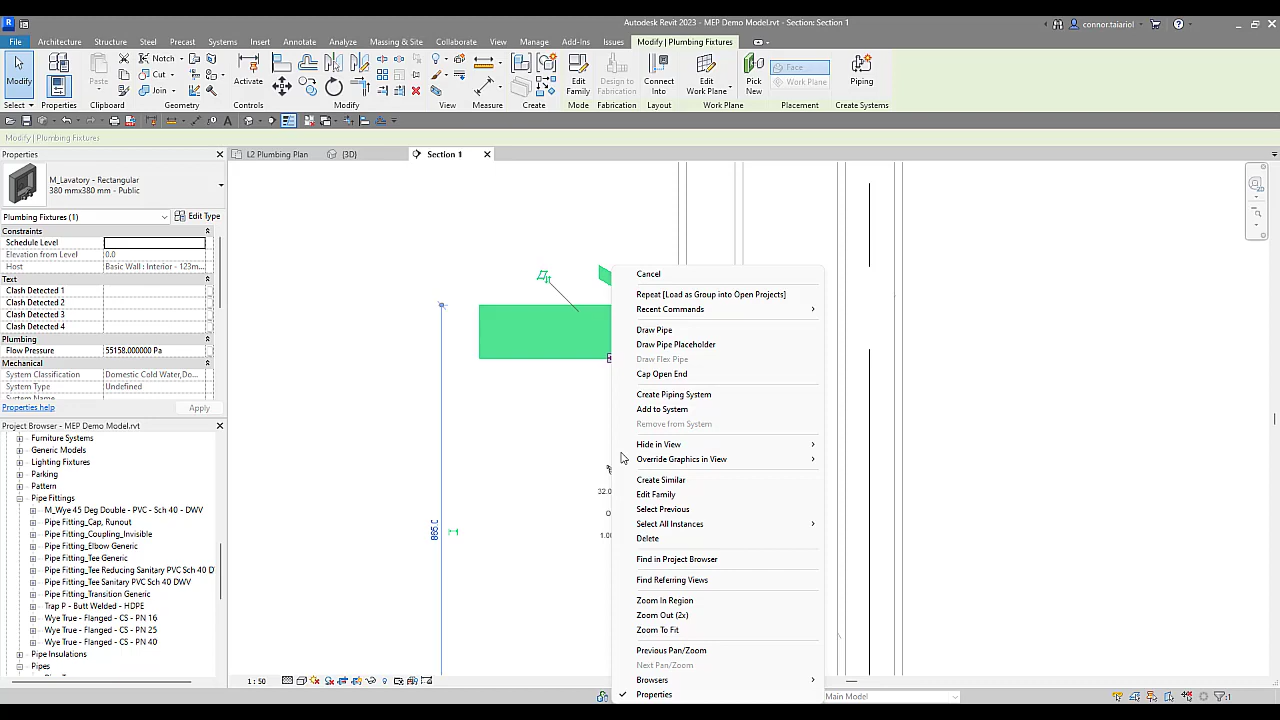 Autodesk Revit 2023 - MEP Demo Model.rvt - Section: Section 1
connor.taiariol
File Architecture Structure Steel Precast Systems Insert Annotate Analyze Massing & Site Collaborate View Manage Add-Ins Issues Modify | Plumbing Fixtures
Modify
Properties
Paste
Notch
Cut
Join
Activate
Edit Family
Design to Fabrication
Connect Into
Edit Work Plane
Pick New
Face
Work Plane
Piping
Select Properties Clipboard Geometry Controls Modify View Measure Create Mode Fabrication Layout Work Plane Placement Create Systems
Modify | Plumbing Fixtures
Properties
L2 Plumbing Plan
{3D}
Section 1
M_Lavatory - Rectangular
380 mmx380 mm - Public
Plumbing Fixtures (1)
Edit Type
Constraints
Schedule Level
Elevation from Level 0.0
Host Basic Wall : Interior - 123m...
Text
Clash Detected 1
Clash Detected 2
Clash Detected 3
Clash Detected 4
Plumbing
Flow Pressure 55158.000000 Pa
Mechanical
System Classification Domestic Cold Water,Do...
System Type Undefined
Properties help
Apply
Project Browser - MEP Demo Model.rvt
Furniture Systems
Generic Models
Lighting Fixtures
Parking
Pattern
Pipe Fittings
M_Wye 45 Deg Double - PVC - Sch 40 - DWV
Pipe Fitting_Cap, Runout
Pipe Fitting_Coupling_Invisible
Pipe Fitting_Elbow Generic
Pipe Fitting_Tee Generic
Pipe Fitting_Tee Reducing Sanitary PVC Sch 40 D
Pipe Fitting_Tee Sanitary PVC Sch 40 DWV
Pipe Fitting_Transition Generic
Trap P - Butt Welded - HDPE
Wye True - Flanged - CS - PN 16
Wye True - Flanged - CS - PN 25
Wye True - Flanged - CS - PN 40
Pipe Insulations
Pipes
32.0
1.00
Cancel
Repeat [Load as Group into Open Projects]
Recent Commands
Draw Pipe
Draw Pipe Placeholder
Draw Flex Pipe
Cap Open End
Create Piping System
Add to System
Remove from System
Hide in View
Override Graphics in View
Create Similar
Edit Family
Select Previous
Select All Instances
Delete
Find in Project Browser
Find Referring Views
Zoom In Region
Zoom Out (2x)
Zoom To Fit
Previous Pan/Zoom
Next Pan/Zoom
Browsers
Properties
1 : 50
Main Model
:1